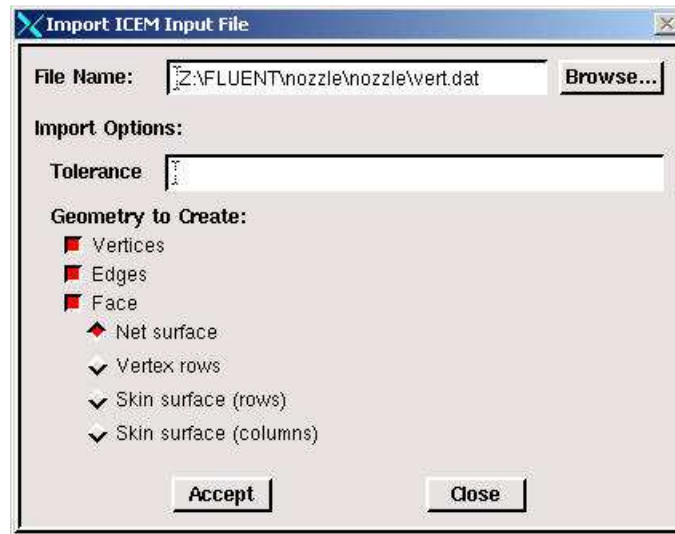 Import ICEM Input File
File Name: Z:\FLUENT\nozzle\nozzle\vert.dat Browse...
Import Options:
Tolerance
Geometry to Create:
Vertices
Edges
Face
Net surface
Vertex rows
Skin surface (rows)
Skin surface (columns)
Accept Close